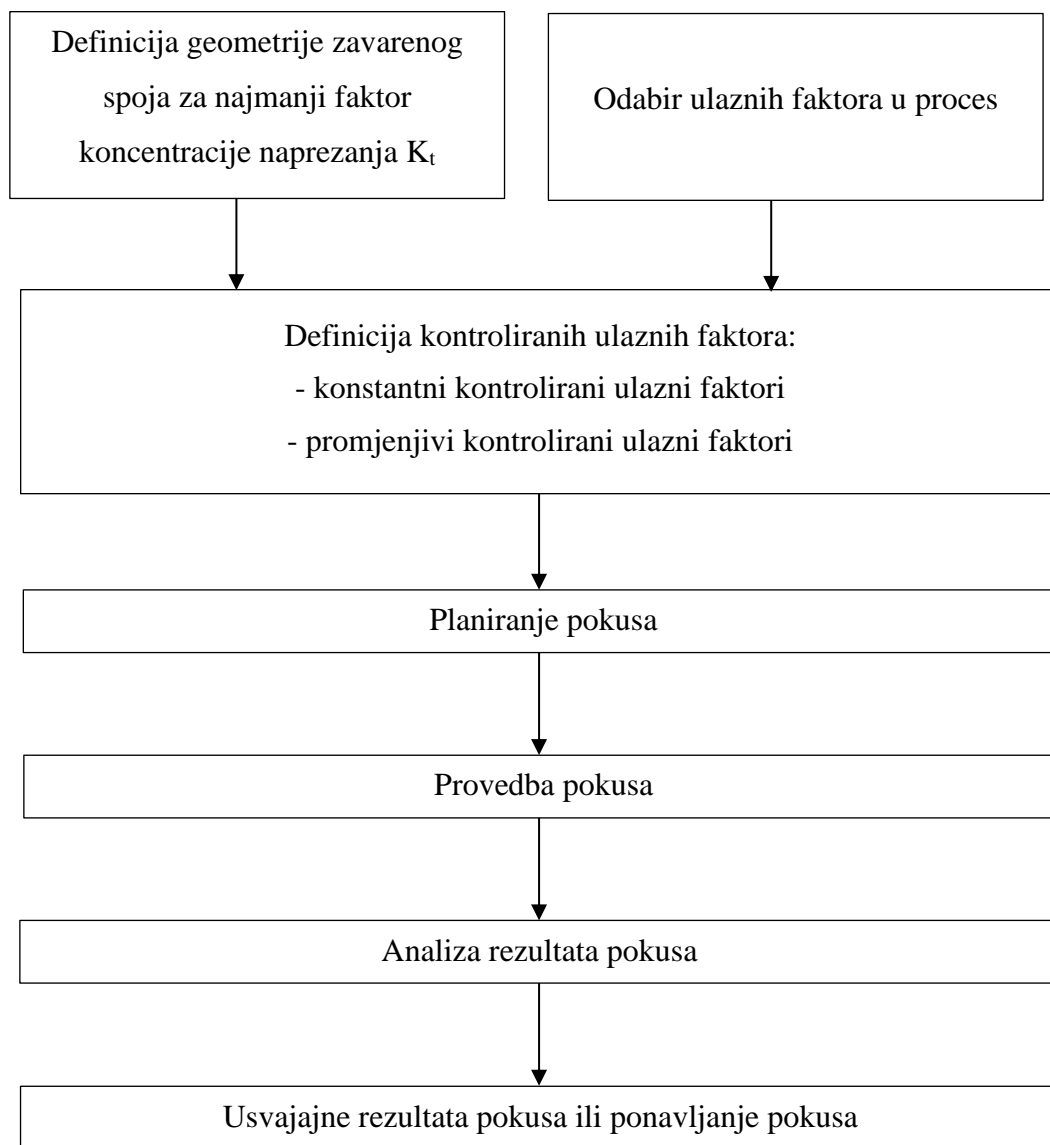 Definicija geometrije zavarenog
spoja za najmanji faktor
koncentracije naprezanja Kt
Odabir ulaznih faktora u proces
Definicija kontroliranih ulaznih faktora:
- konstantni kontrolirani ulazni faktori
- promjenjivi kontrolirani ulazni faktori
Planiranje pokusa
Provedba pokusa
Analiza rezultata pokusa
Usvajajne rezultata pokusa ili ponavljanje pokusa